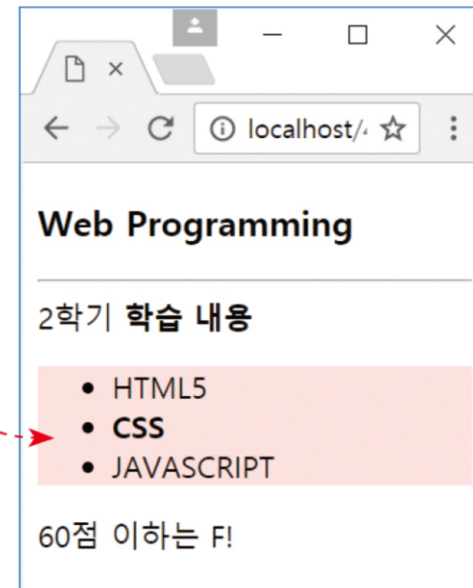 localhost/
Web Programming
2학기 학습 내용
• HTML5
• CSS
• JAVASCRIPT
60점 이하는 F!